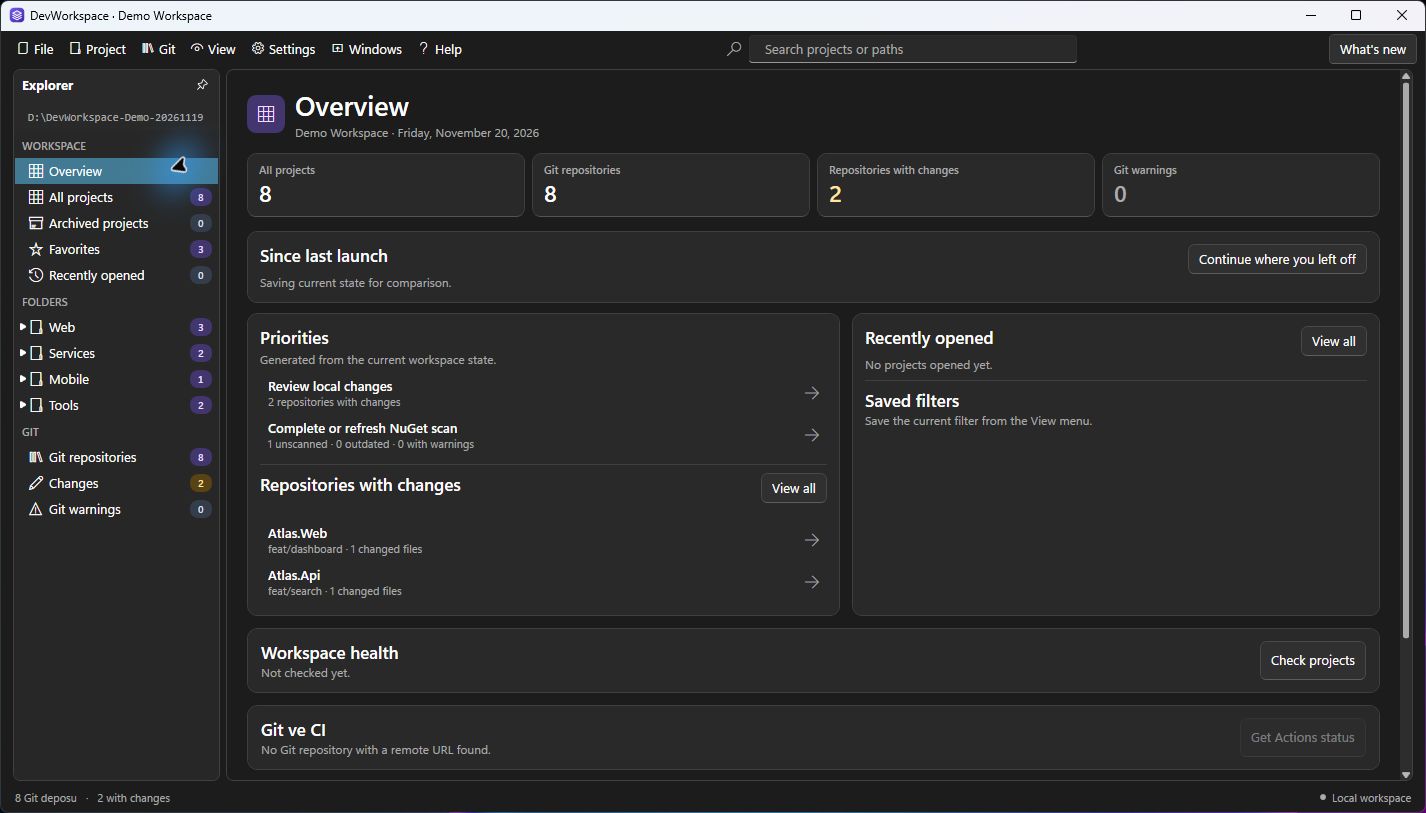 DevWorkspace · Demo Workspace
File Project Git View Settings Windows ? Help
Search projects or paths
What's new
Explorer
D:\DevWorkspace-Demo-20261119
WORKSPACE
Overview
All projects 8
Archived projects 0
Favorites 3
Recently opened 0
FOLDERS
Web 3
Services 2
Mobile 1
Tools 2
GIT
Git repositories 8
Changes 2
Git warnings 0
Overview
Demo Workspace · Friday, November 20, 2026
All projects
8
Git repositories
8
Repositories with changes
2
Git warnings
0
Since last launch
Saving current state for comparison.
Continue where you left off
Priorities
Generated from the current workspace state.
Review local changes
2 repositories with changes
Complete or refresh NuGet scan
1 unscanned · 0 outdated · 0 with warnings
Repositories with changes
View all
Atlas.Web
feat/dashboard · 1 changed files
Atlas.Api
feat/search · 1 changed files
Recently opened
View all
No projects opened yet.
Saved filters
Save the current filter from the View menu.
Workspace health
Not checked yet.
Check projects
Git ve CI
No Git repository with a remote URL found.
Get Actions status
8 Git deposu · 2 with changes
Local workspace